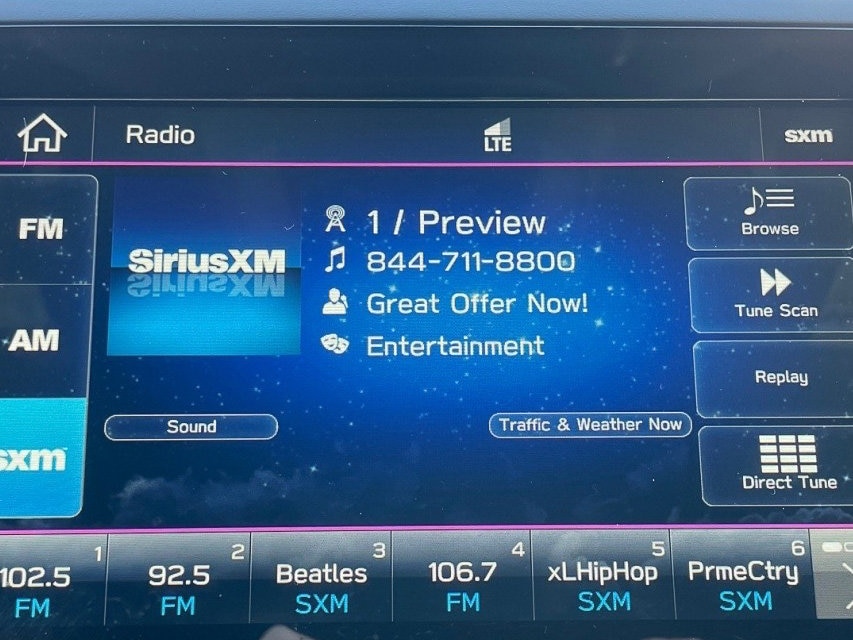 Radio
LTE
sxm
FM
AM
sxm
SiriusXM
1 / Preview
844-711-8800
Great Offer Now!
Entertainment
Sound
Traffic & Weather Now
Browse
Tune Scan
Replay
Direct Tune
1
102.5
FM
2
92.5
FM
3
Beatles
SXM
4
106.7
FM
5
xLHipHop
SXM
6
PrmeCtry
SXM